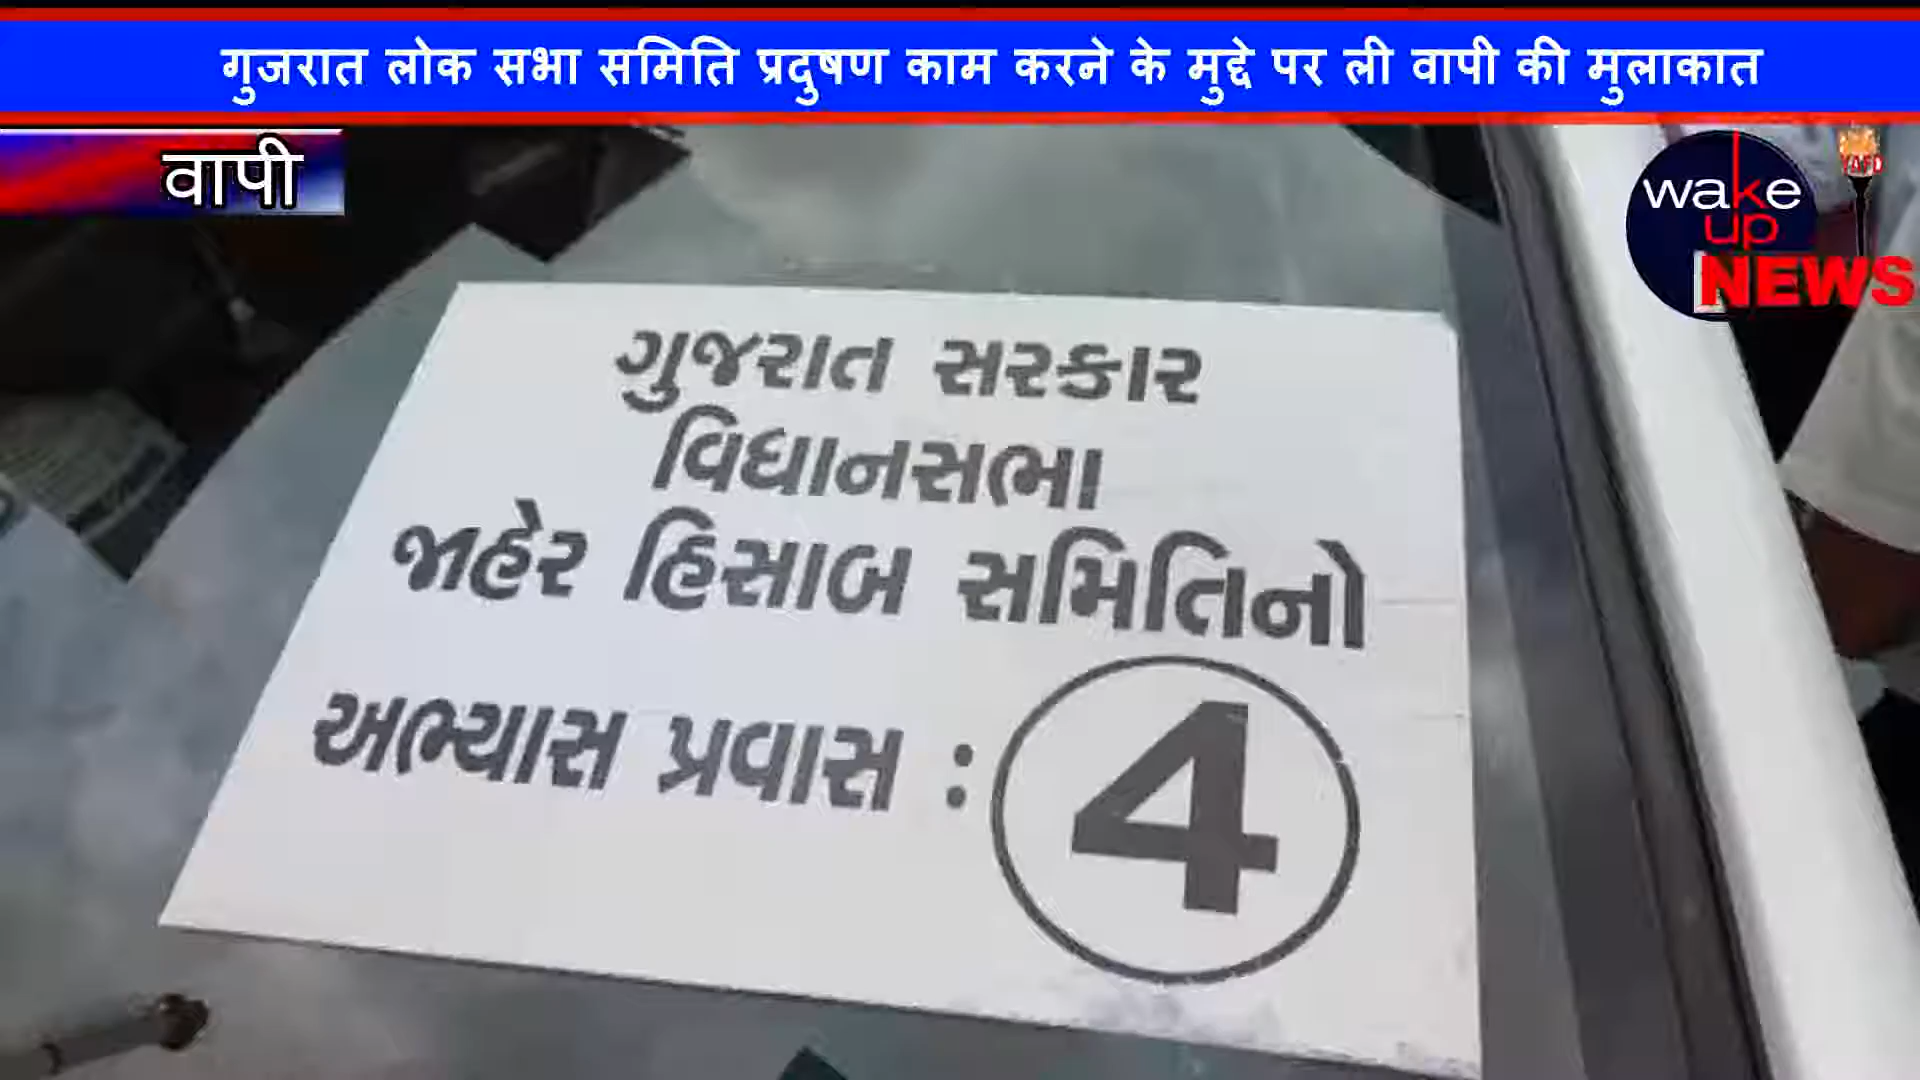 गुजरात लोक सभा समिति प्रदुषण काम करने के मुद्दे पर ली वापी की मुलाकात
वापी
wake
up
NEWS
ગુજરાત સરકાર
વિધાનસભા
જાહેર હિસાબ સમિતિનો
અભ્યાસ પ્રવાસ : 4